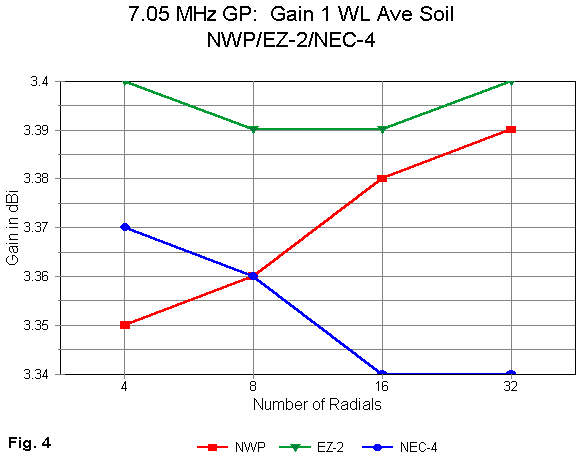 7.05 MHz GP:  Gain 1 WL Ave Soil
NWP/EZ-2/NEC-4
Gain in dBi
3.4
3.39
3.38
3.37
3.36
3.35
3.34
4 8 16 32
Number of Radials
Fig. 4
NWP EZ-2 NEC-4